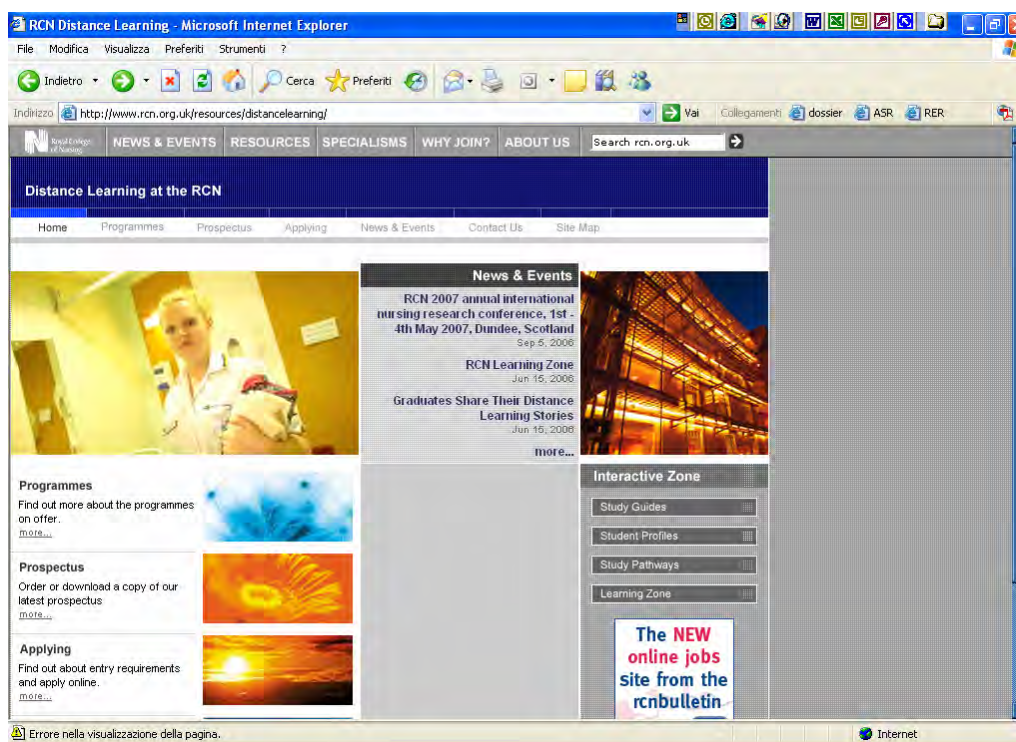 RCN Distance Learning - Microsoft Internet Explorer
File Modifica Visualizza Preferiti Strumenti ?
Indietro Cerca Preferiti
Indirizzo http://www.rcn.org.uk/resources/distancelearning/ Vai Collegamenti dossier ASR RER
Royal College
of Nursing
NEWS & EVENTS RESOURCES SPECIALISMS WHY JOIN? ABOUT US Search rcn.org.uk
Distance Learning at the RCN
Home Programmes Prospectus Applying News & Events Contact Us Site Map
News & Events
RCN 2007 annual international
nursing research conference, 1st -
4th May 2007, Dundee, Scotland
Sep 5, 2006
RCN Learning Zone
Jun 15, 2006
Graduates Share Their Distance
Learning Stories
Jun 15, 2006
more...
Programmes
Find out more about the programmes
on offer.
more...
Prospectus
Order or download a copy of our
latest prospectus
more...
Applying
Find out about entry requirements
and apply online.
more...
Interactive Zone
Study Guides
Student Profiles
Study Pathways
Learning Zone
The NEW
online jobs
site from the
rcnbulletin
Errore nella visualizzazione della pagina. Internet